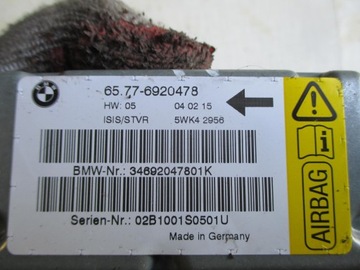 BMW
65.77-6920478
HW: 05 04 02 15
ISIS/STVR 5WK4 2956
BMW-Nr.: 34692047801K
Serien-Nr.: 02B1001S0501U
Made in Germany
AIRBAG